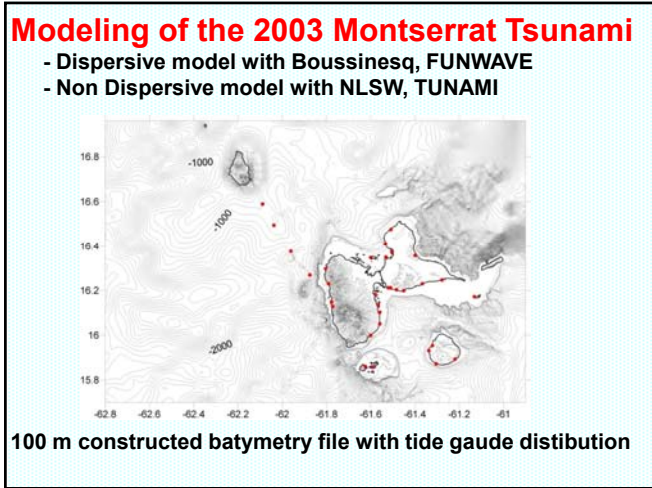 Modeling of the 2003 Montserrat Tsunami
- Dispersive model with Boussinesq, FUNWAVE
- Non Dispersive model with NLSW, TUNAMI
16.8
16.6
16.4
16.2
16
15.8
-1000
-1000
-2000
-62.8 -62.6 -62.4 -62.2 -62 -61.8 -61.6 -61.4 -61.2 -61
100 m constructed batymetry file with tide gaude distibution